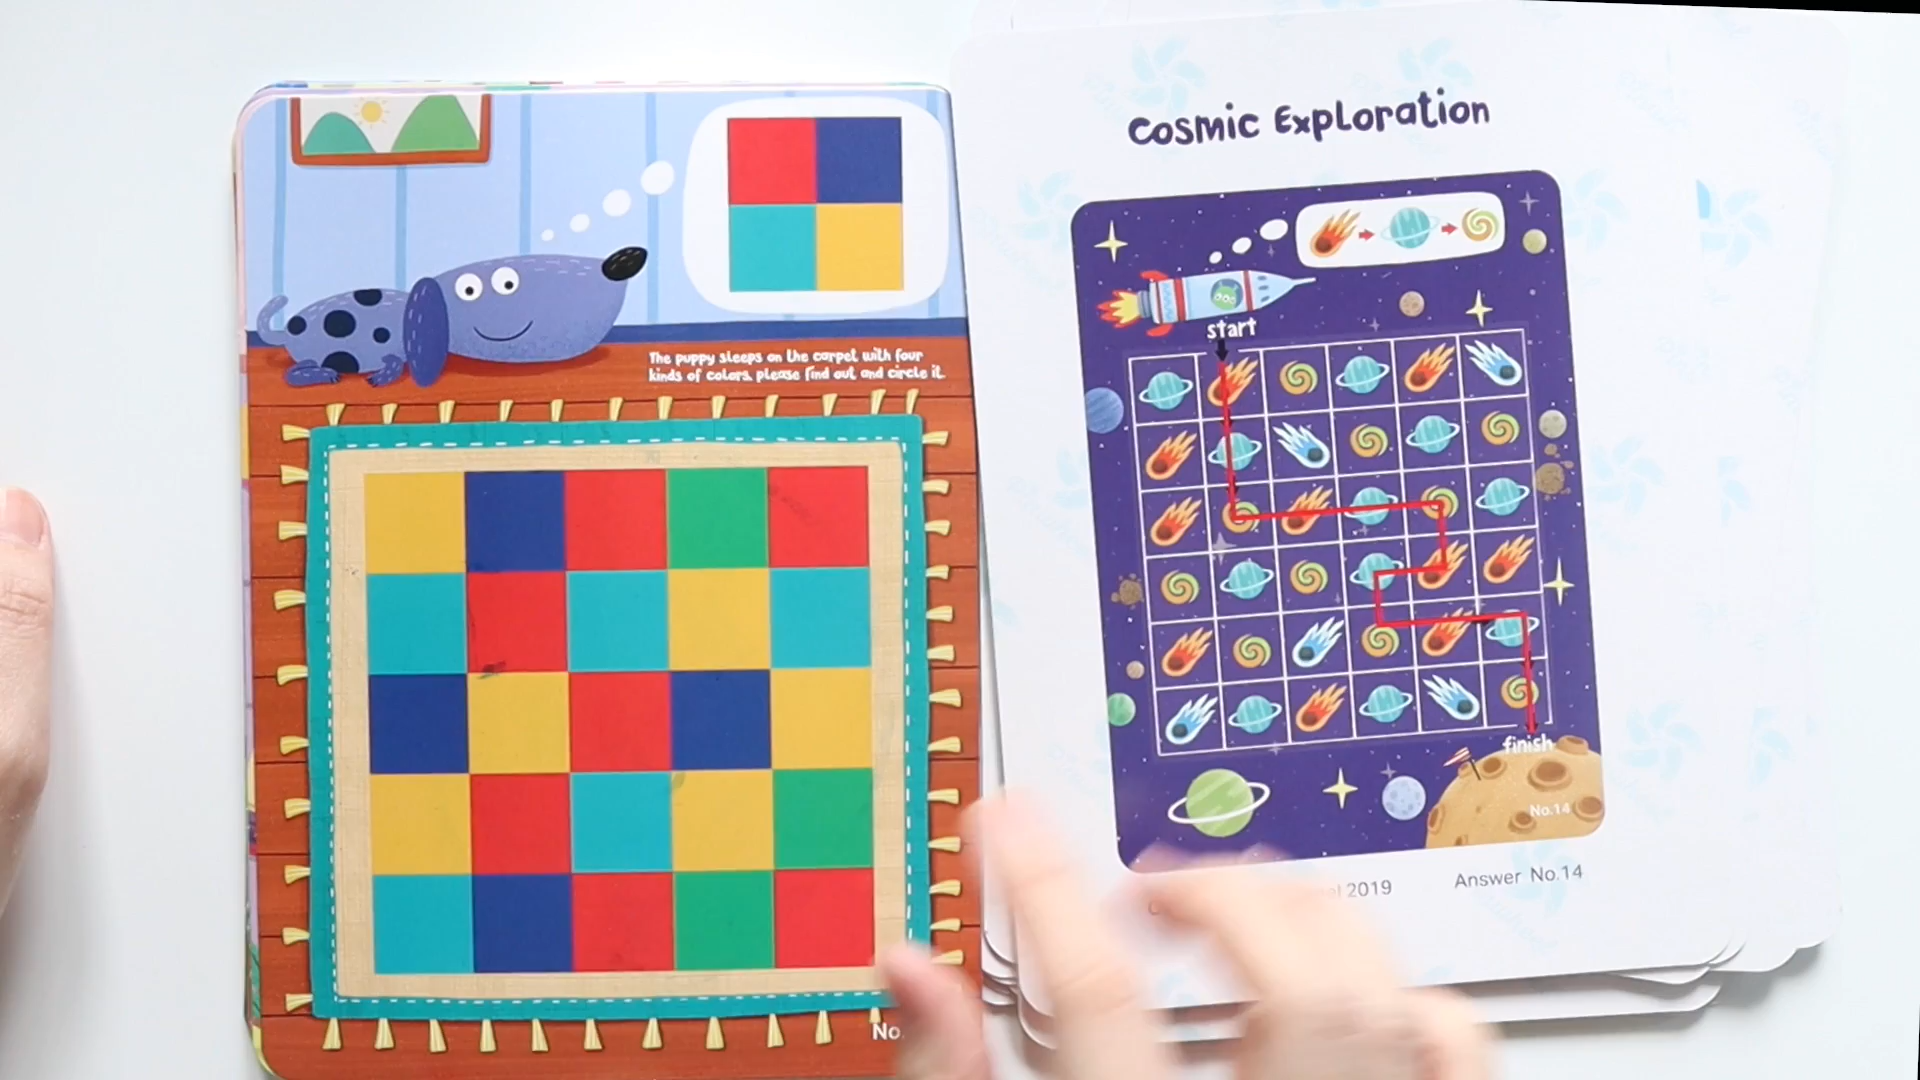 The puppy sleeps on the carpet with four
kinds of colors, please find out and circle it.
No.
Cosmic Exploration
start
finish
No.14
2019
Answer No.14